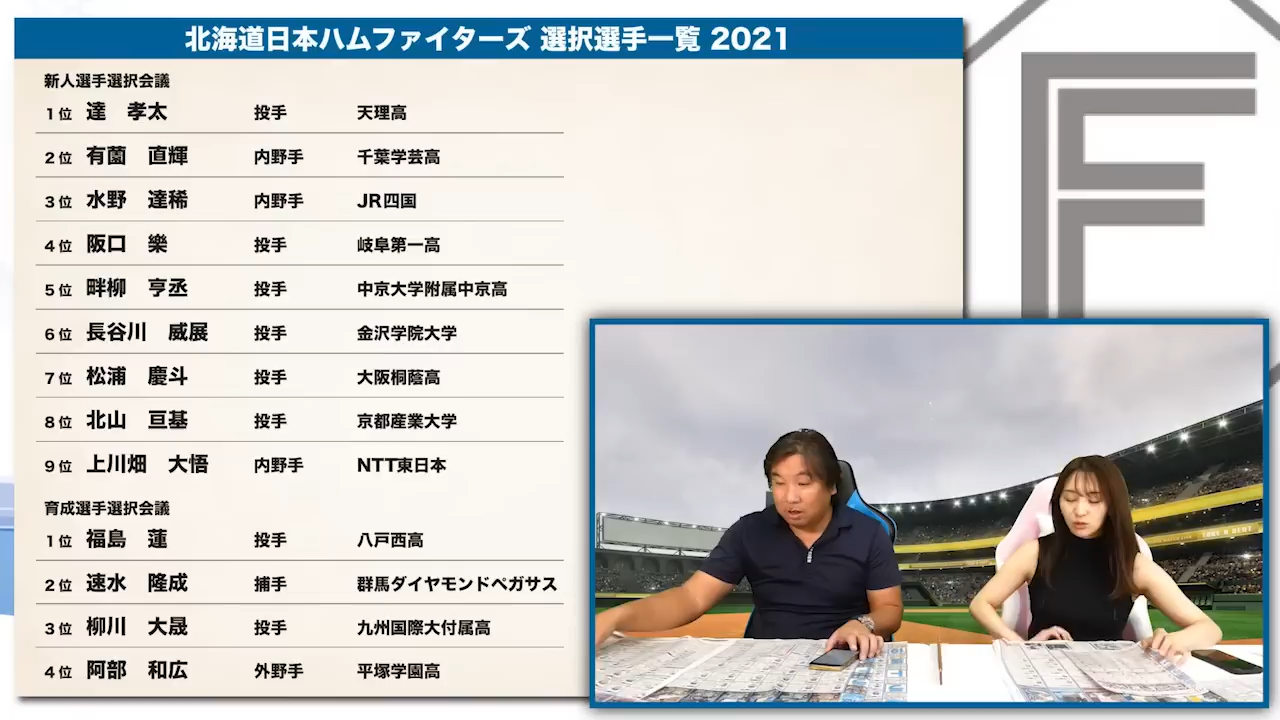 北海道日本ハムファイターズ 選択選手一覧 2021
新人選手選択会議
1位 達 孝太 投手 天理高
2位 有薗 直輝 内野手 千葉学芸高
3位 水野 達稀 内野手 JR四国
4位 阪口 樂 投手 岐阜第一高
5位 畔柳 亨丞 投手 中京大学附属中京高
6位 長谷川 威展 投手 金沢学院大学
7位 松浦 慶斗 投手 大阪桐蔭高
8位 北山 亘基 投手 京都産業大学
9位 上川畑 大悟 内野手 NTT東日本
育成選手選択会議
1位 福島 蓮 投手 八戸西高
2位 速水 隆成 捕手 群馬ダイヤモンドペガサス
3位 柳川 大晟 投手 九州国際大付属高
4位 阿部 和広 外野手 平塚学園高